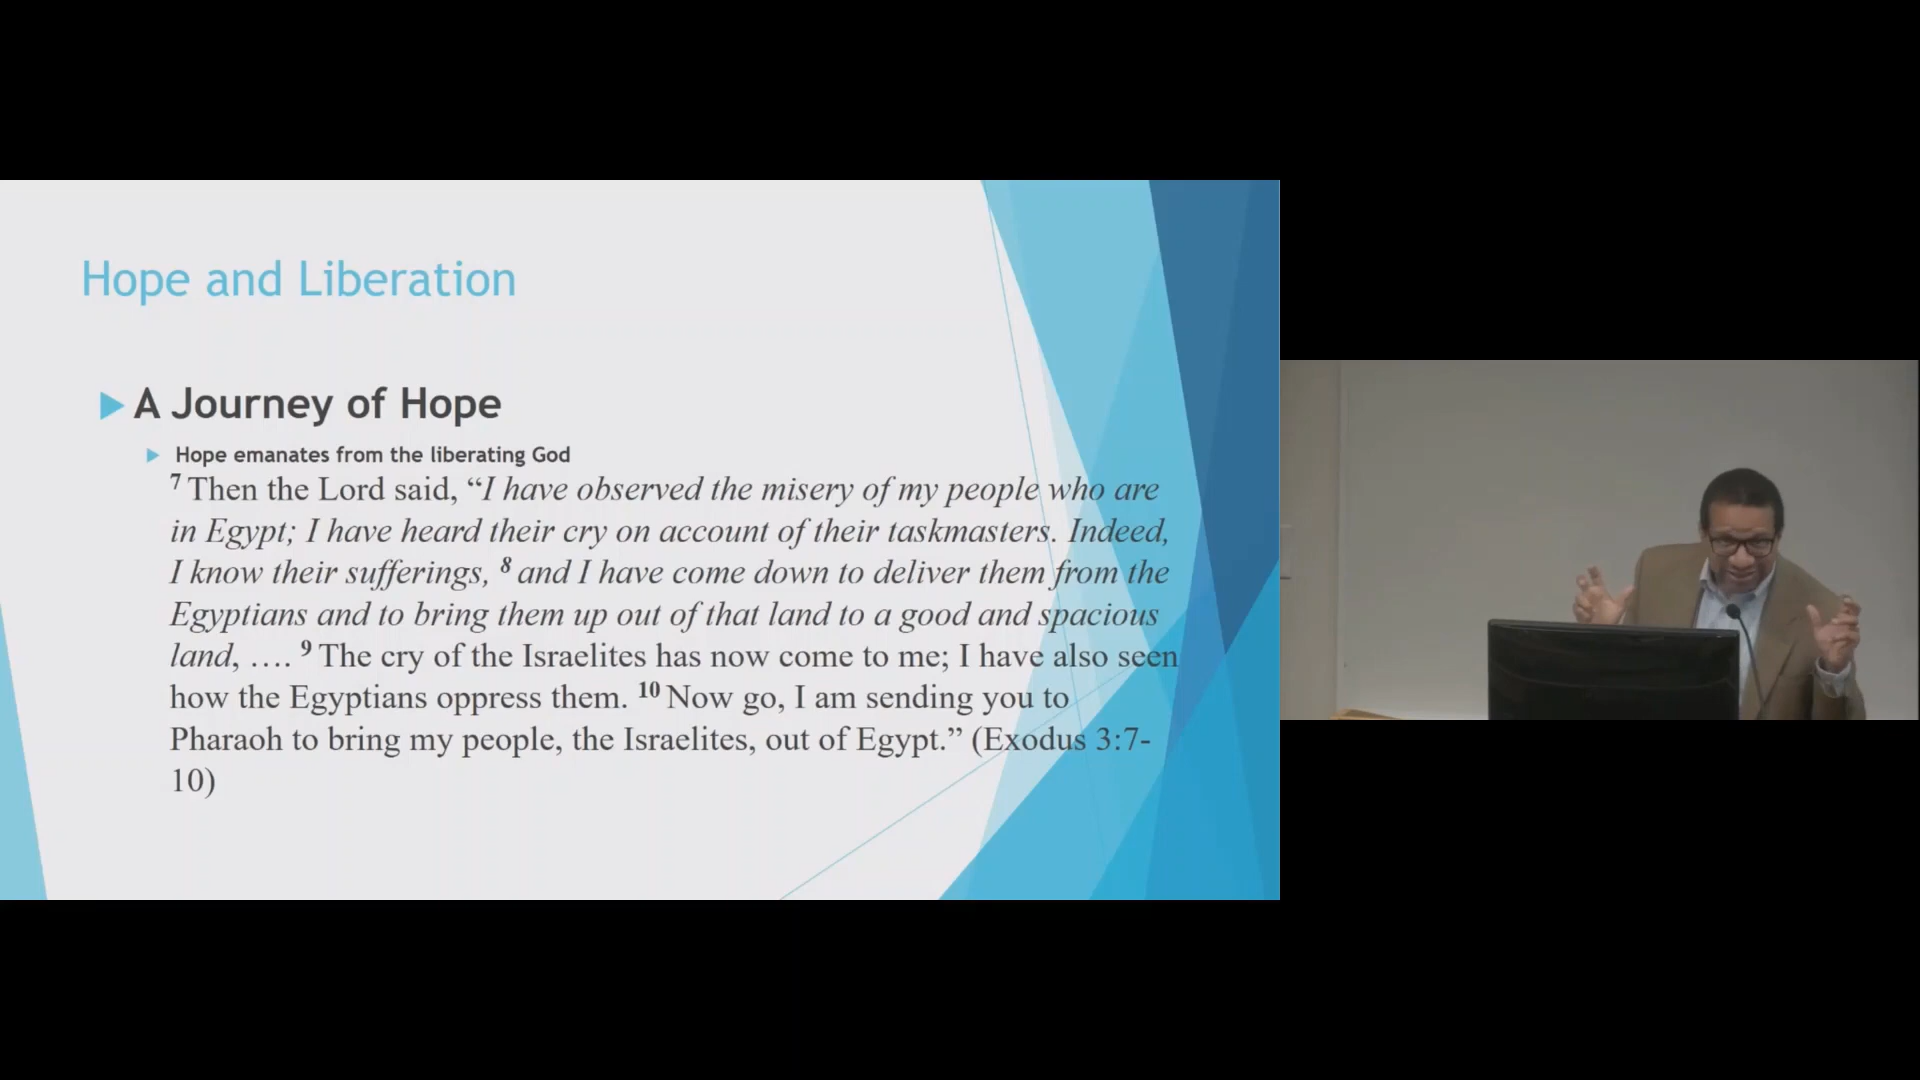 Hope and Liberation
A Journey of Hope
Hope emanates from the liberating God
7 Then the Lord said, “I have observed the misery of my people who are
in Egypt; I have heard their cry on account of their taskmasters. Indeed,
I know their sufferings, 8 and I have come down to deliver them from the
Egyptians and to bring them up out of that land to a good and spacious
land, …. 9 The cry of the Israelites has now come to me; I have also seen
how the Egyptians oppress them. 10 Now go, I am sending you to
Pharaoh to bring my people, the Israelites, out of Egypt.” (Exodus 3:7-
10)